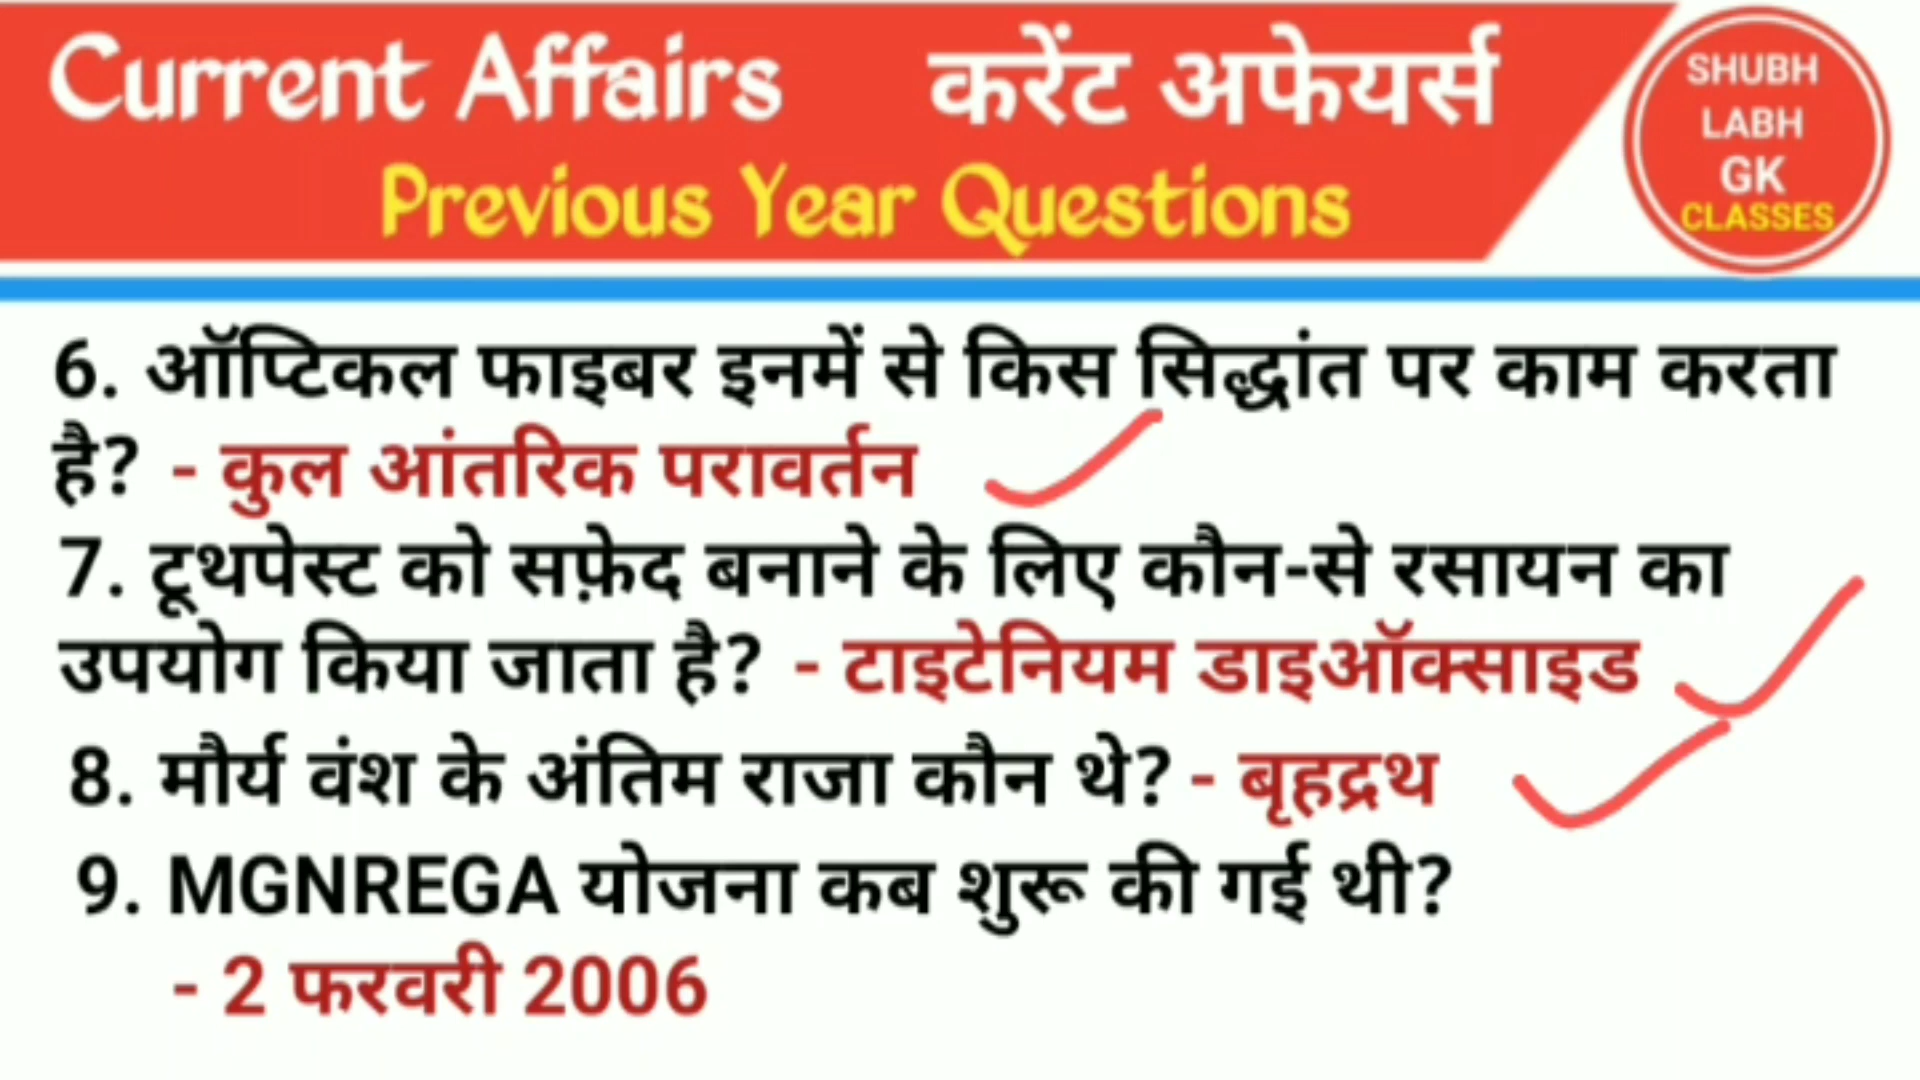 Current Affairs करेंट अफेयर्स
Previous Year Questions
SHUBH
LABH
GK
CLASSES
6. ऑप्टिकल फाइबर इनमें से किस सिद्धांत पर काम करता
है? - कुल आंतरिक परावर्तन
7. टूथपेस्ट को सफ़ेद बनाने के लिए कौन-से रसायन का
उपयोग किया जाता है? - टाइटेनियम डाइऑक्साइड
8. मौर्य वंश के अंतिम राजा कौन थे? - बृहद्रथ
9. MGNREGA योजना कब शुरू की गई थी?
- 2 फरवरी 2006